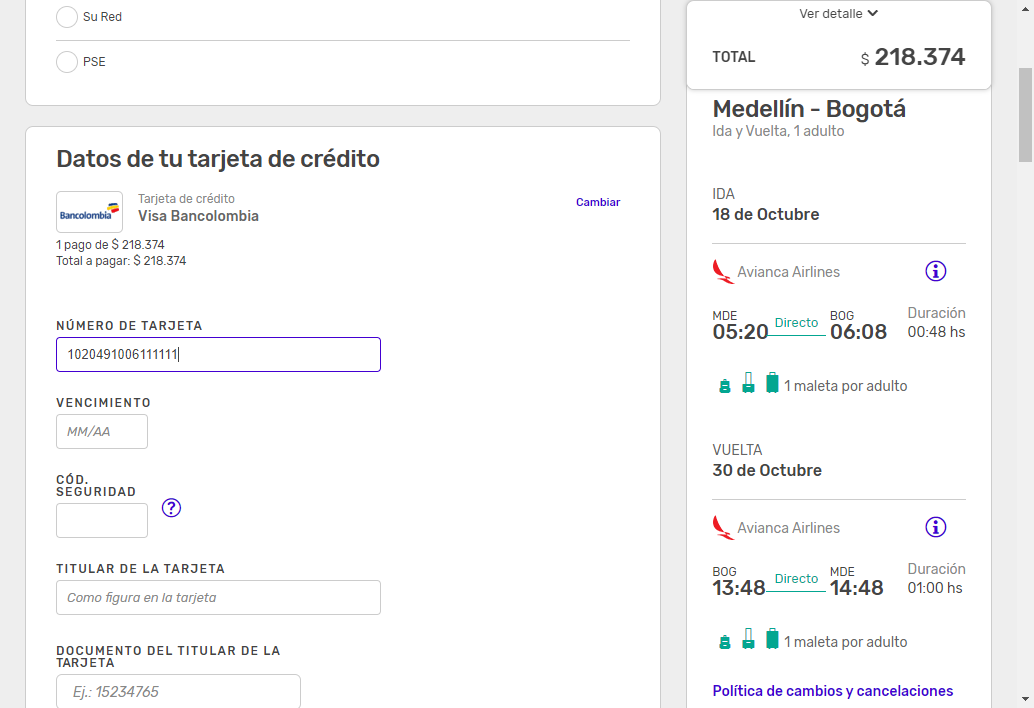 Su Red
PSE
Datos de tu tarjeta de crédito
Bancolombia
Tarjeta de crédito
Visa Bancolombia
Cambiar
1 pago de $ 218.374
Total a pagar: $ 218.374
NÚMERO DE TARJETA
1020491006111111
VENCIMIENTO
MM/AA
CÓD.
SEGURIDAD
?
TITULAR DE LA TARJETA
Como figura en la tarjeta
DOCUMENTO DEL TITULAR DE LA
TARJETA
Ej.: 15234765
Ver detalle
TOTAL $ 218.374
Medellín - Bogotá
Ida y Vuelta, 1 adulto
IDA
18 de Octubre
Avianca Airlines
MDE Directo BOG Duración
05:20 06:08 00:48 hs
1 maleta por adulto
VUELTA
30 de Octubre
Avianca Airlines
BOG Directo MDE Duración
13:48 14:48 01:00 hs
1 maleta por adulto
Política de cambios y cancelaciones